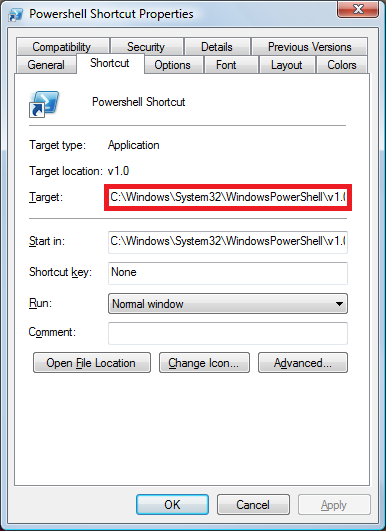 Powershell Shortcut Properties
Compatibility Security Details Previous Versions
General Shortcut Options Font Layout Colors
Powershell Shortcut
Target type: Application
Target location: v1.0
Target: C:\Windows\System32\WindowsPowerShell\v1.0
Start in: C:\Windows\System32\WindowsPowerShell\v1.0
Shortcut key: None
Run: Normal window
Comment:
Open File Location Change Icon... Advanced...
OK Cancel Apply